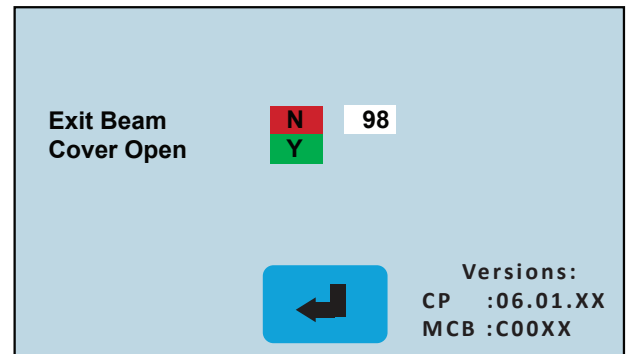 Exit Beam N 98
Cover Open Y
Versions:
CP :06.01.XX
MCB :C00XX